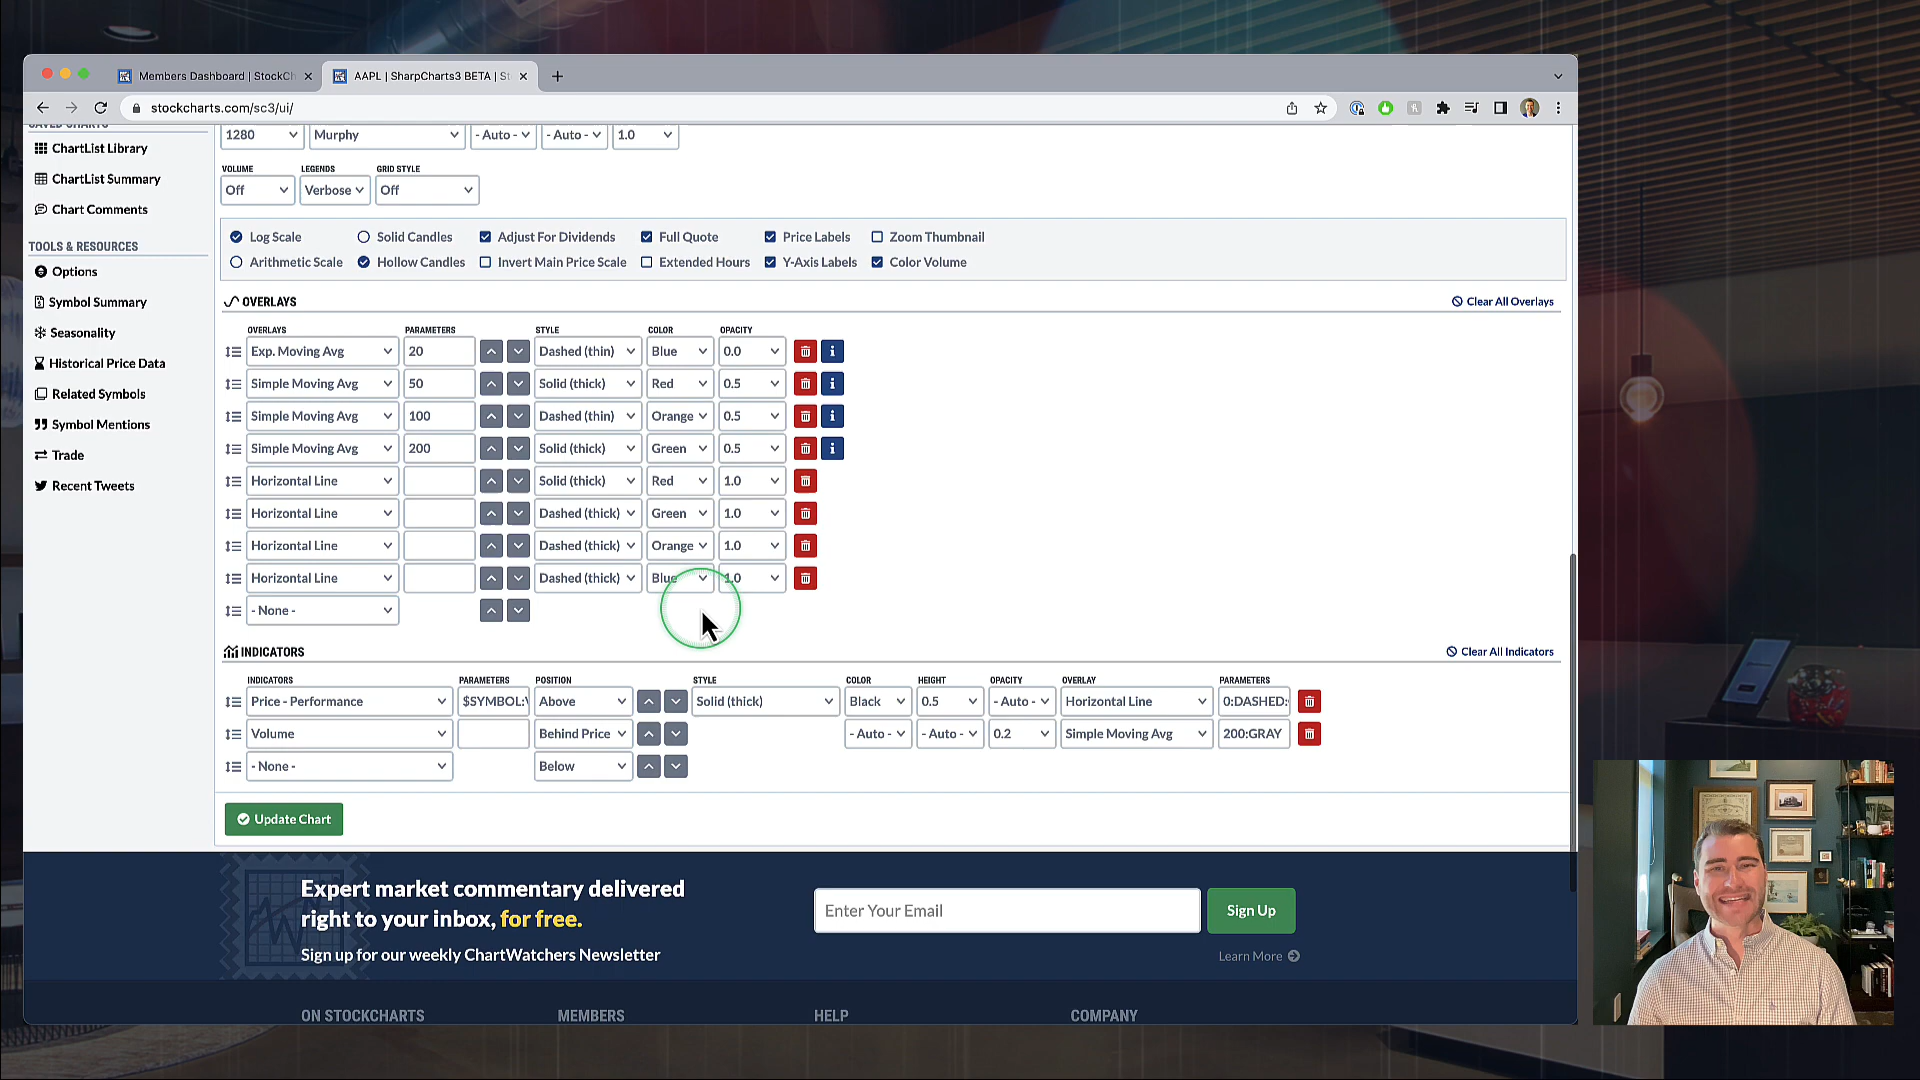 Members Dashboard | StockCh
AAPL | SharpCharts3 BETA | St
stockcharts.com/sc3/ui/
SAVED CHARTS
ChartList Library
ChartList Summary
Chart Comments
TOOLS & RESOURCES
Options
Symbol Summary
Seasonality
Historical Price Data
Related Symbols
Symbol Mentions
Trade
Recent Tweets
1280 Murphy - Auto - - Auto - 1.0
VOLUME LEGENDS GRID STYLE
Off Verbose Off
Log Scale Solid Candles Adjust For Dividends Full Quote Price Labels Zoom Thumbnail
Arithmetic Scale Hollow Candles Invert Main Price Scale Extended Hours Y-Axis Labels Color Volume
OVERLAYS Clear All Overlays
OVERLAYS PARAMETERS STYLE COLOR OPACITY
Exp. Moving Avg 20 Dashed (thin) Blue 0.0
Simple Moving Avg 50 Solid (thick) Red 0.5
Simple Moving Avg 100 Dashed (thin) Orange 0.5
Simple Moving Avg 200 Solid (thick) Green 0.5
Horizontal Line Solid (thick) Red 1.0
Horizontal Line Dashed (thick) Green 1.0
Horizontal Line Dashed (thick) Orange 1.0
Horizontal Line Dashed (thick) Blue 1.0
- None -
INDICATORS Clear All Indicators
INDICATORS PARAMETERS POSITION STYLE COLOR HEIGHT OPACITY OVERLAY PARAMETERS
Price - Performance $SYMBOL:\ Above Solid (thick) Black 0.5 - Auto - Horizontal Line 0:DASHED:
Volume Behind Price - Auto - - Auto - 0.2 Simple Moving Avg 200:GRAY
- None - Below
Update Chart
Expert market commentary delivered
right to your inbox, for free.
Sign up for our weekly ChartWatchers Newsletter
Enter Your Email Sign Up
Learn More
ON STOCKCHARTS MEMBERS HELP COMPANY